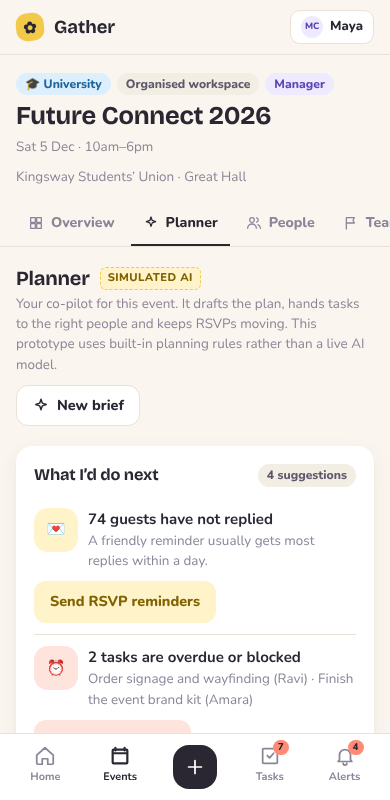 Gather
MC Maya
🎓 University Organised workspace Manager
Future Connect 2026
Sat 5 Dec · 10am–6pm
Kingsway Students’ Union · Great Hall
Overview Planner People Tea
Planner SIMULATED AI
Your co-pilot for this event. It drafts the plan, hands tasks
to the right people and keeps RSVPs moving. This
prototype uses built-in planning rules rather than a live AI
model.
New brief
What I’d do next 4 suggestions
74 guests have not replied
A friendly reminder usually gets most
replies within a day.
Send RSVP reminders
2 tasks are overdue or blocked
Order signage and wayfinding (Ravi) · Finish
the event brand kit (Amara)
7 4
Home Events Tasks Alerts